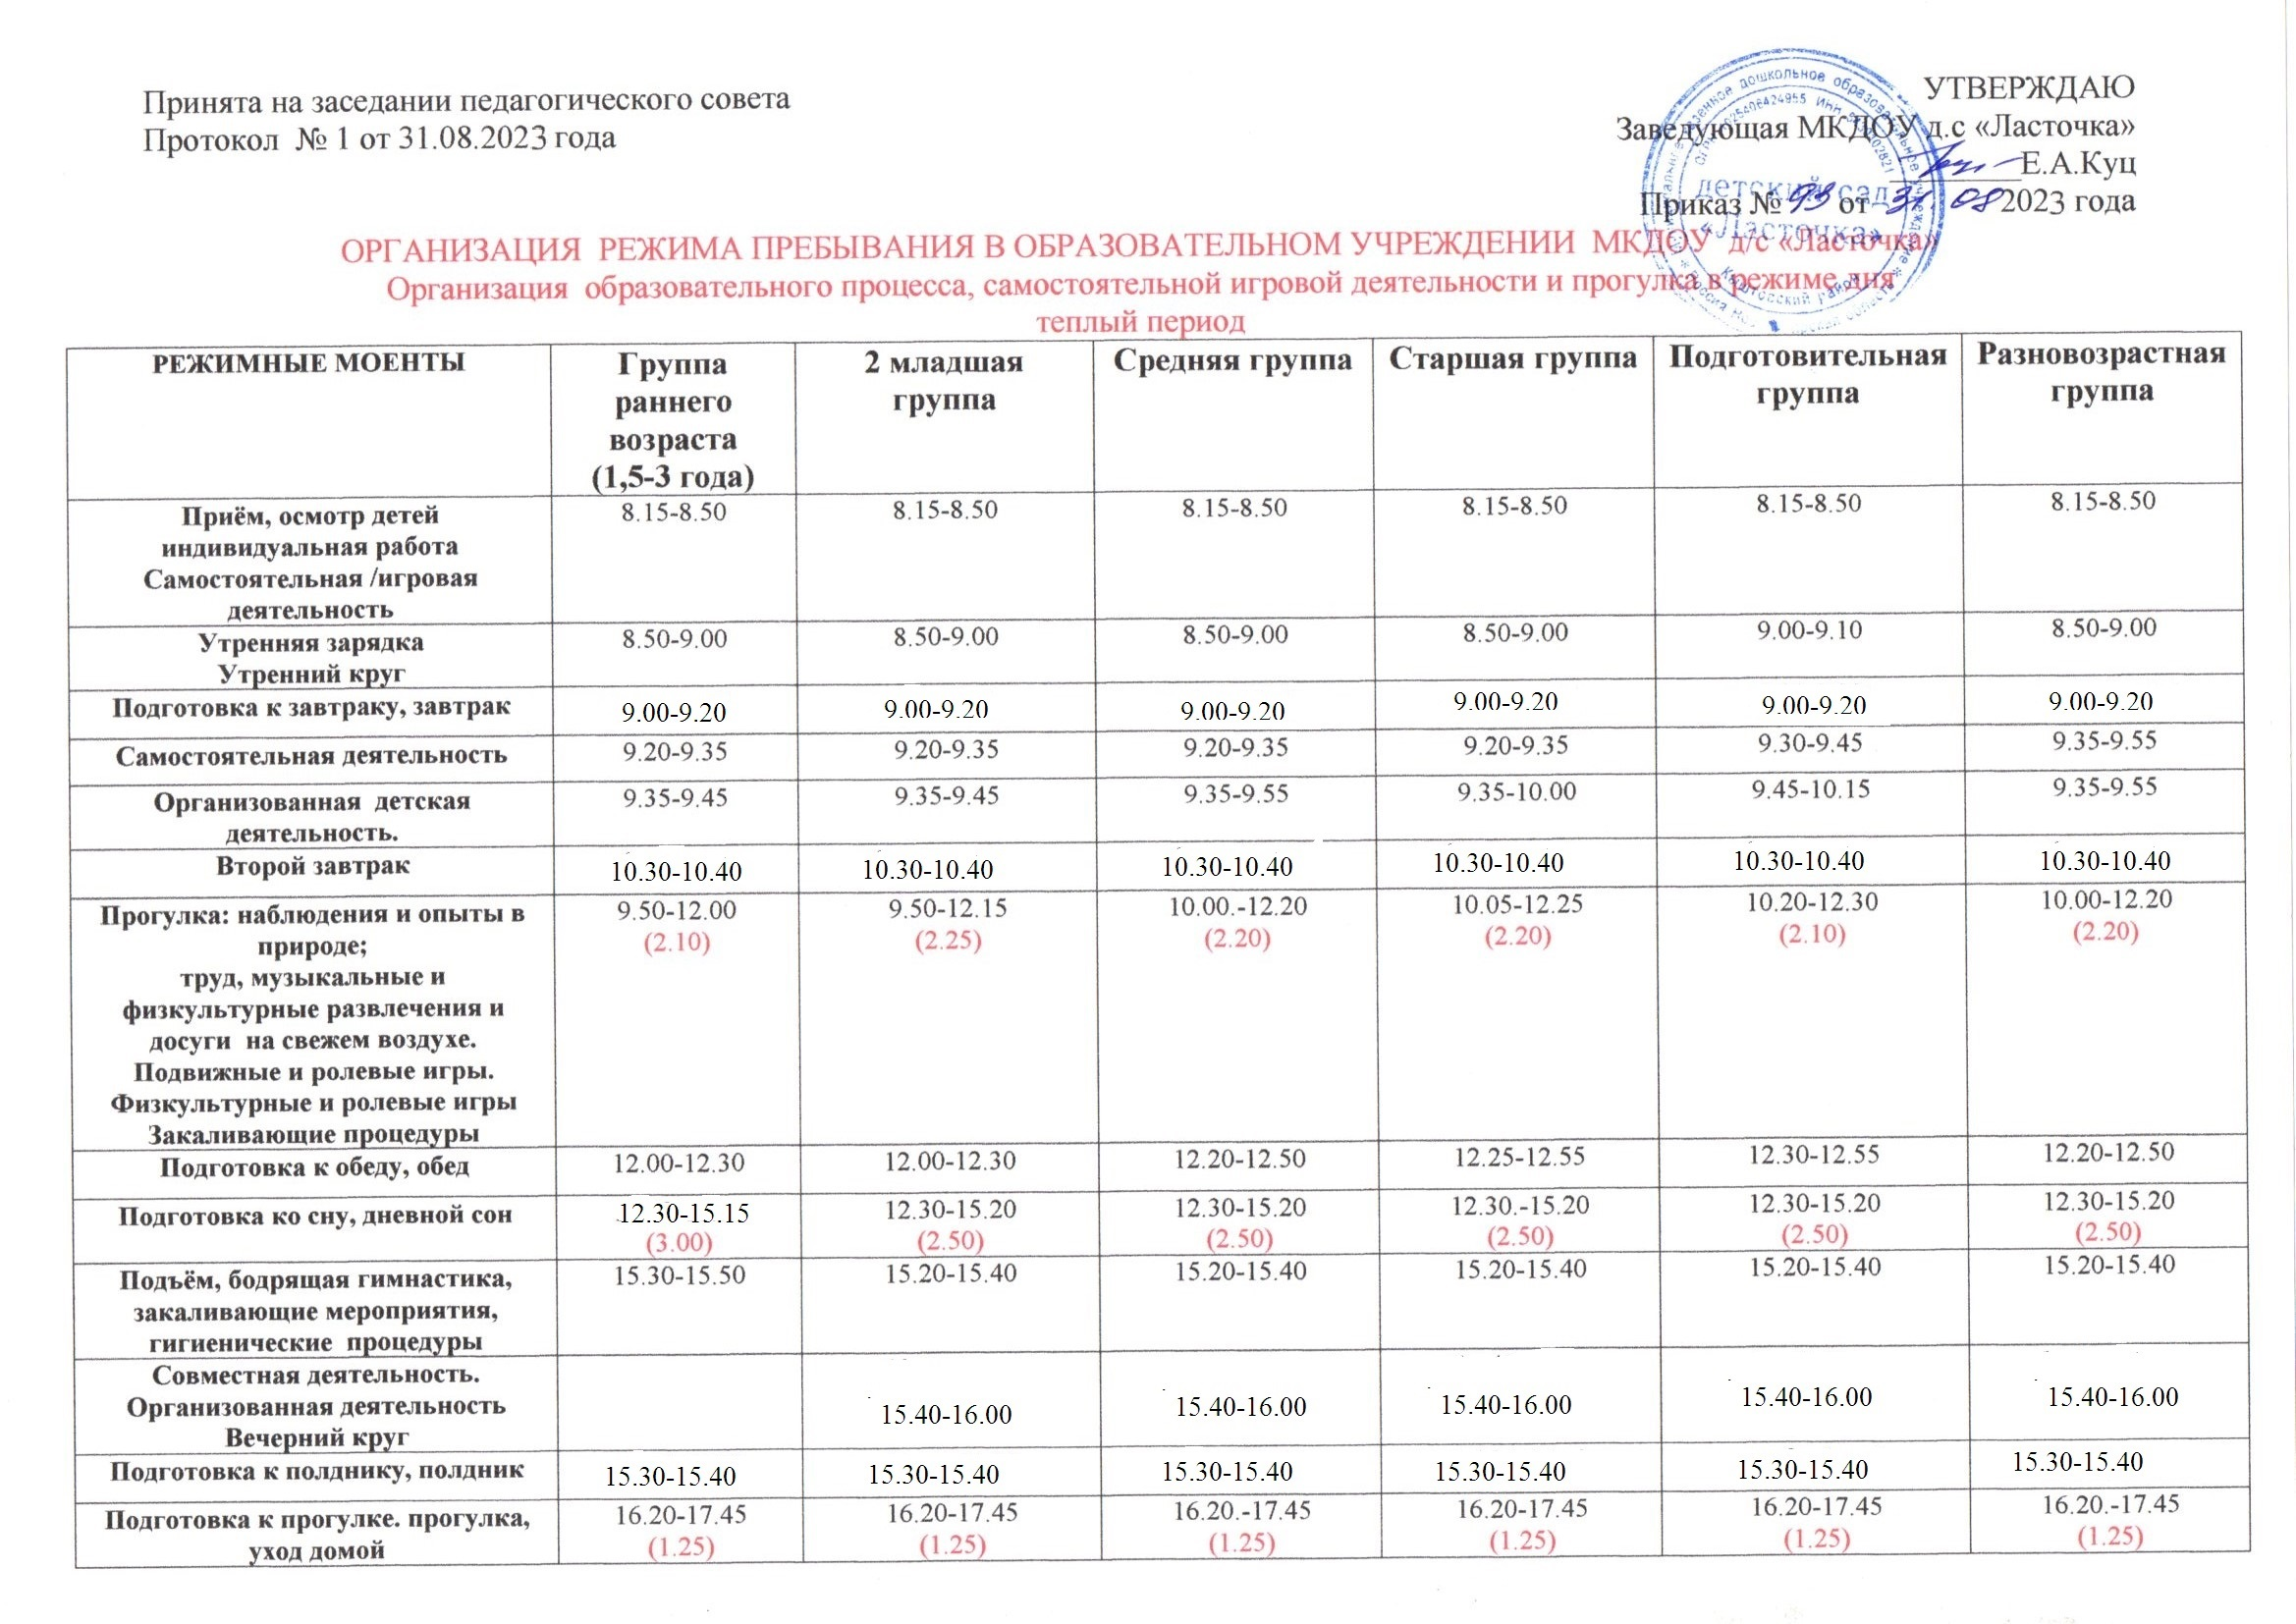 Принята на заседании педагогического совета
Протокол № 1 от 31.08.2023 года
УТВЕРЖДАЮ
Заведующая МКДОУ д.с «Ласточка»
Е.А.Куц
Приказ № 93 от 31.08 2023 года
детский сад
«Ласточка»
ОРГАНИЗАЦИЯ РЕЖИМА ПРЕБЫВАНИЯ В ОБРАЗОВАТЕЛЬНОМ УЧРЕЖДЕНИИ МКДОУ д/с «Ласточка»
Организация образовательного процесса, самостоятельной игровой деятельности и прогулка в режиме дня
теплый период
РЕЖИМНЫЕ МОЕНТЫ
Группа
раннего
возраста
(1,5-3 года)
2 младшая
группа
Средняя группа
Старшая группа
Подготовительная
группа
Разновозрастная
группа
Приём, осмотр детей
индивидуальная работа
Самостоятельная /игровая
деятельность
8.15-8.50
8.15-8.50
8.15-8.50
8.15-8.50
8.15-8.50
8.15-8.50
Утренняя зарядка
Утренний круг
8.50-9.00
8.50-9.00
8.50-9.00
8.50-9.00
9.00-9.10
8.50-9.00
Подготовка к завтраку, завтрак
9.00-9.20
9.00-9.20
9.00-9.20
9.00-9.20
9.00-9.20
9.00-9.20
Самостоятельная деятельность
9.20-9.35
9.20-9.35
9.20-9.35
9.20-9.35
9.30-9.45
9.35-9.55
Организованная детская
деятельность.
9.35-9.45
9.35-9.45
9.35-9.55
9.35-10.00
9.45-10.15
9.35-9.55
Второй завтрак
10.30-10.40
10.30-10.40
10.30-10.40
10.30-10.40
10.30-10.40
10.30-10.40
Прогулка: наблюдения и опыты в
природе;
труд, музыкальные и
физкультурные развлечения и
досуги на свежем воздухе.
Подвижные и ролевые игры.
Физкультурные и ролевые игры
Закаливающие процедуры
9.50-12.00
(2.10)
9.50-12.15
(2.25)
10.00.-12.20
(2.20)
10.05-12.25
(2.20)
10.20-12.30
(2.10)
10.00-12.20
(2.20)
Подготовка к обеду, обед
12.00-12.30
12.00-12.30
12.20-12.50
12.25-12.55
12.30-12.55
12.20-12.50
Подготовка ко сну, дневной сон
12.30-15.15
(3.00)
12.30-15.20
(2.50)
12.30-15.20
(2.50)
12.30.-15.20
(2.50)
12.30-15.20
(2.50)
12.30-15.20
(2.50)
Подъём, бодрящая гимнастика,
закаливающие мероприятия,
гигиенические процедуры
15.30-15.50
15.20-15.40
15.20-15.40
15.20-15.40
15.20-15.40
15.20-15.40
Совместная деятельность.
Организованная деятельность
Вечерний круг
15.40-16.00
15.40-16.00
15.40-16.00
15.40-16.00
15.40-16.00
Подготовка к полднику, полдник
15.30-15.40
15.30-15.40
15.30-15.40
15.30-15.40
15.30-15.40
15.30-15.40
Подготовка к прогулке. прогулка,
уход домой
16.20-17.45
(1.25)
16.20-17.45
(1.25)
16.20.-17.45
(1.25)
16.20-17.45
(1.25)
16.20-17.45
(1.25)
16.20.-17.45
(1.25)